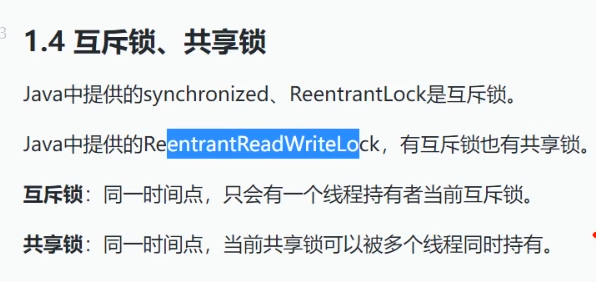 3
1.4 互斥锁、共享锁
Java中提供的synchronized、ReentrantLock是互斥锁。
Java中提供的ReentrantReadWriteLock，有互斥锁也有共享锁。
互斥锁：同一时间点，只会有一个线程持有者当前互斥锁。
共享锁：同一时间点，当前共享锁可以被多个线程同时持有。